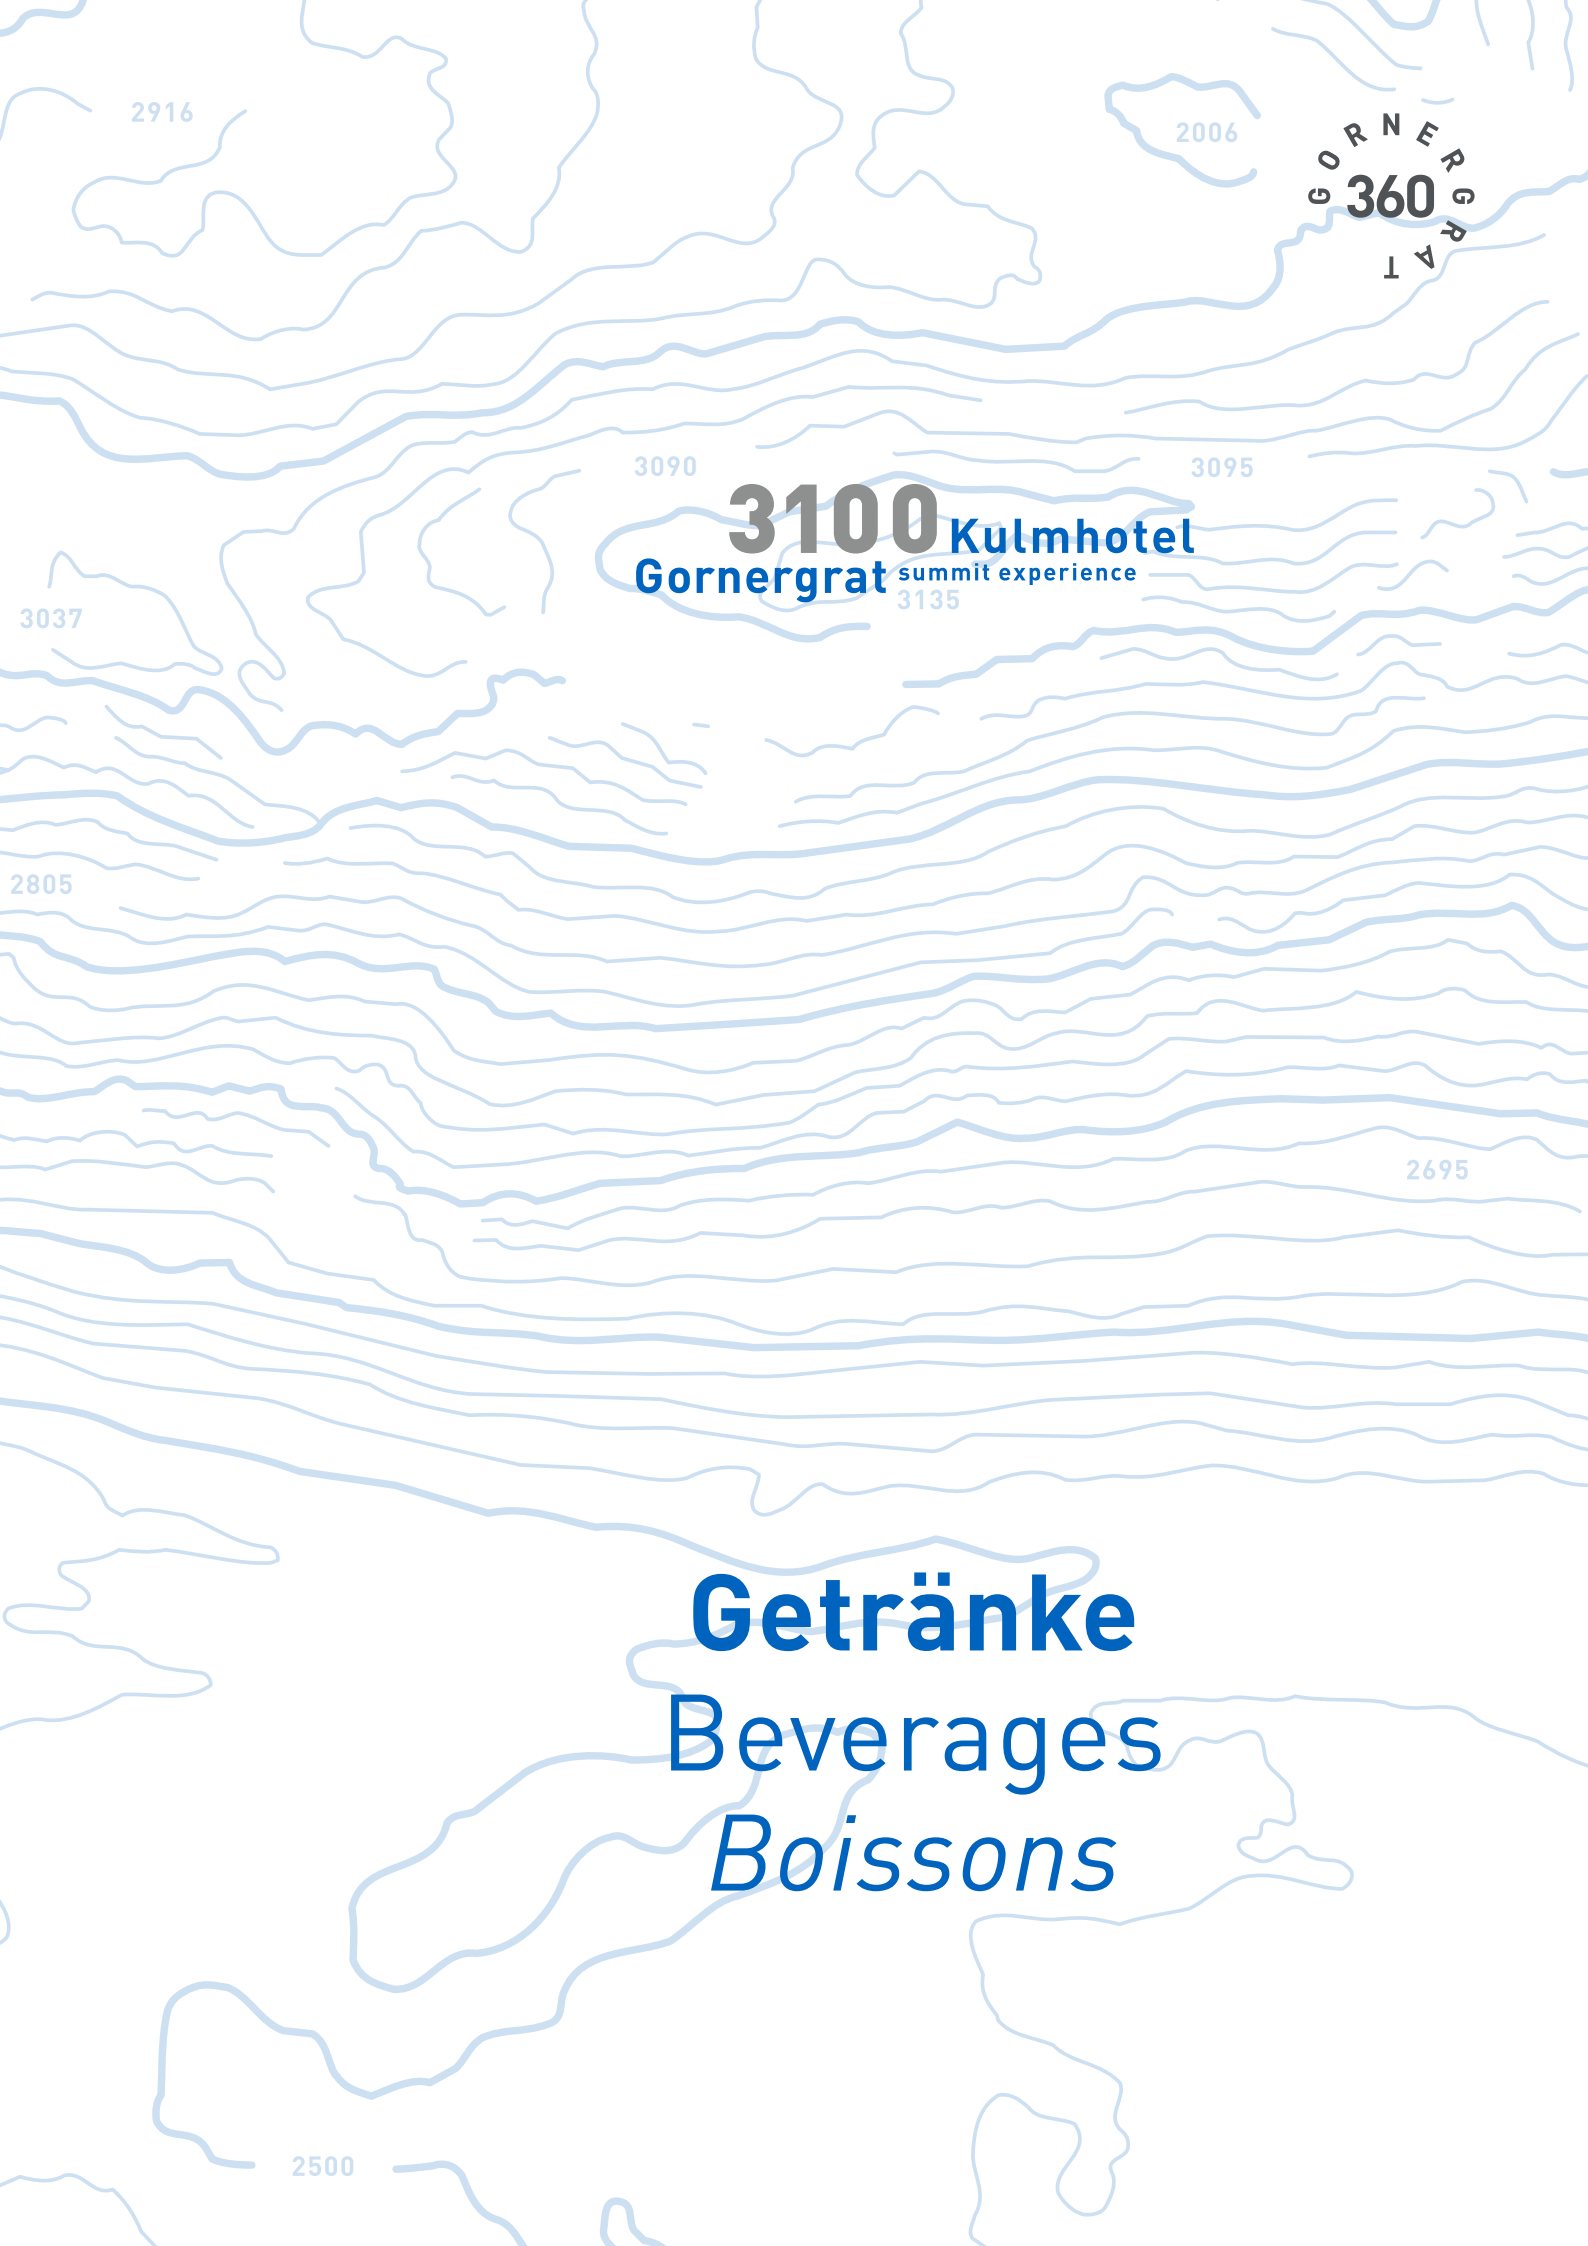 2916
2006
GORNERGRAT
360
3090
3095
3100 Kulmhotel
Gornergrat summit experience
3135
3037
2805
2695
Getränke
Beverages
Boissons
2500